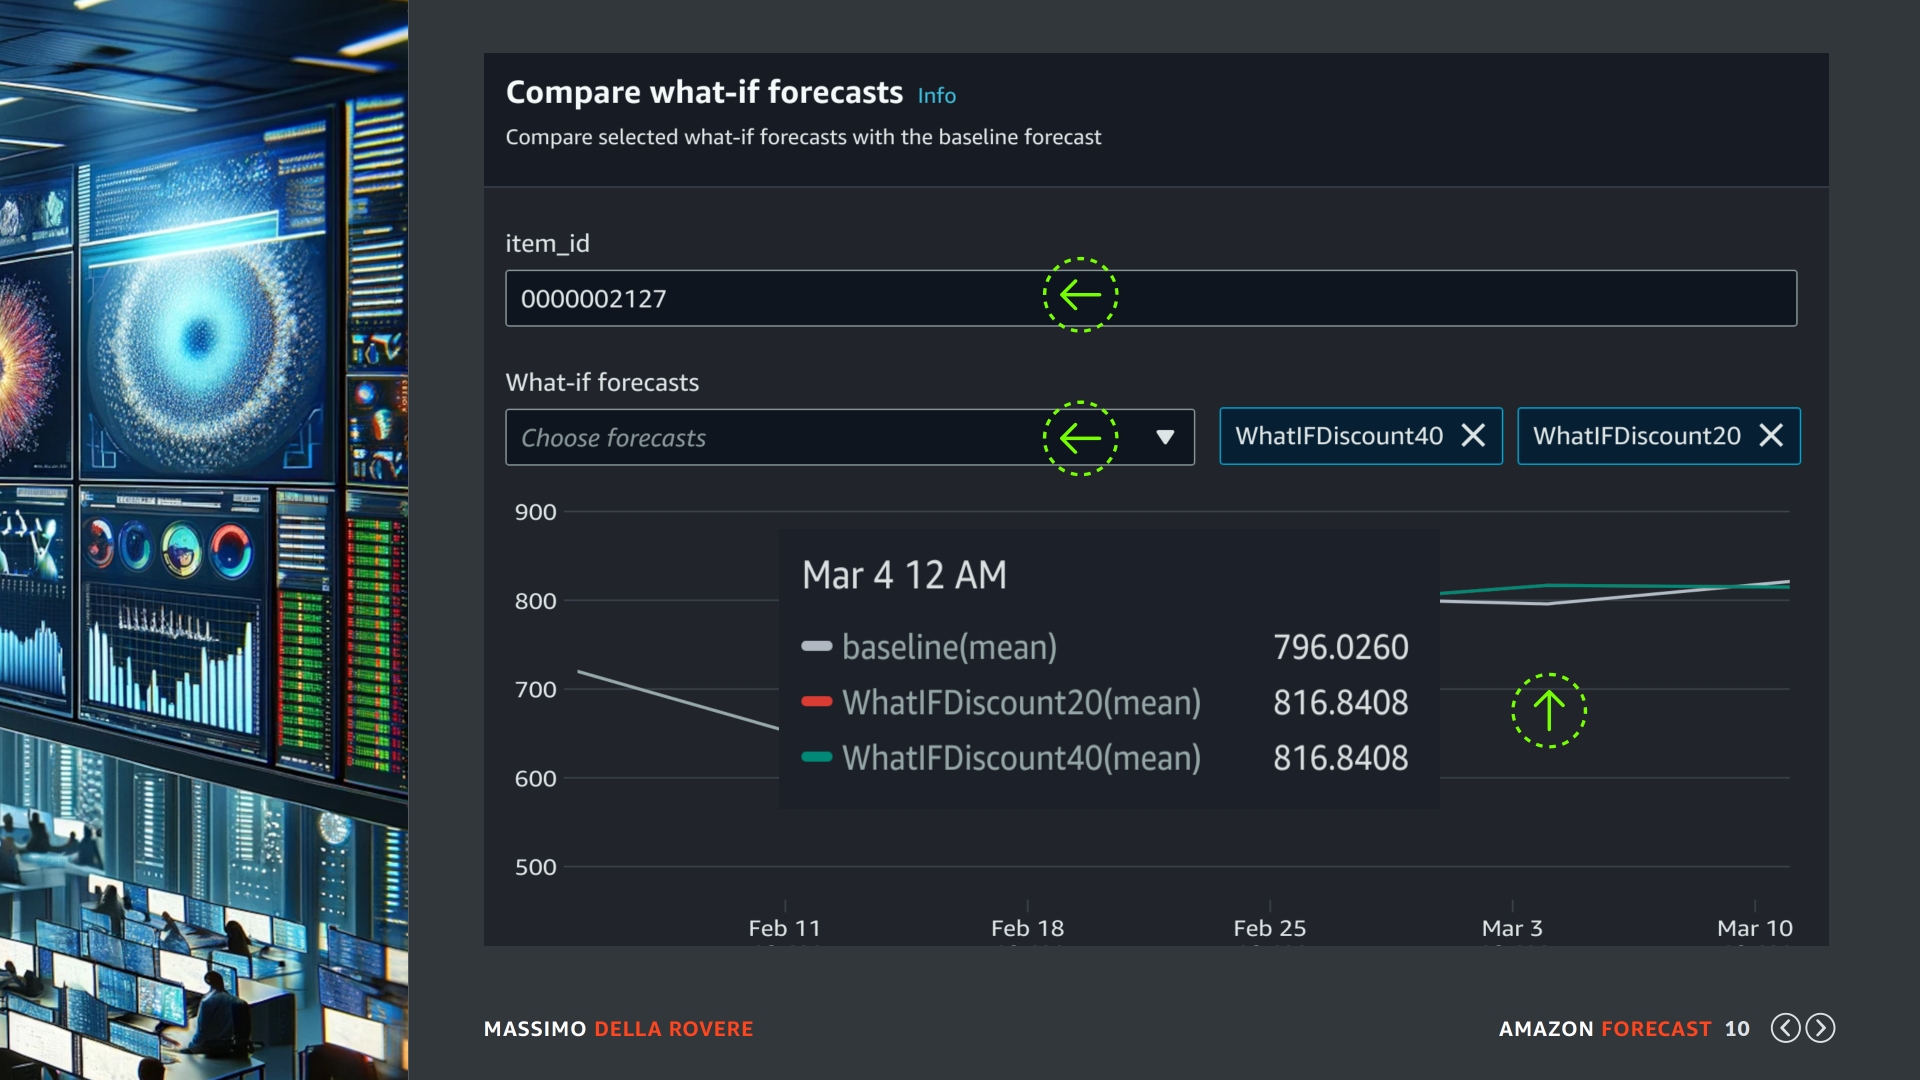 Compare what-if forecasts Info
Compare selected what-if forecasts with the baseline forecast
item_id
0000002127
What-if forecasts
Choose forecasts
WhatIFDiscount40
WhatIFDiscount20
900
800
700
600
500
Mar 4 12 AM
baseline(mean) 796.0260
WhatIFDiscount20(mean) 816.8408
WhatIFDiscount40(mean) 816.8408
Feb 11 Feb 18 Feb 25 Mar 3 Mar 10
MASSIMO DELLA ROVERE
AMAZON FORECAST 10